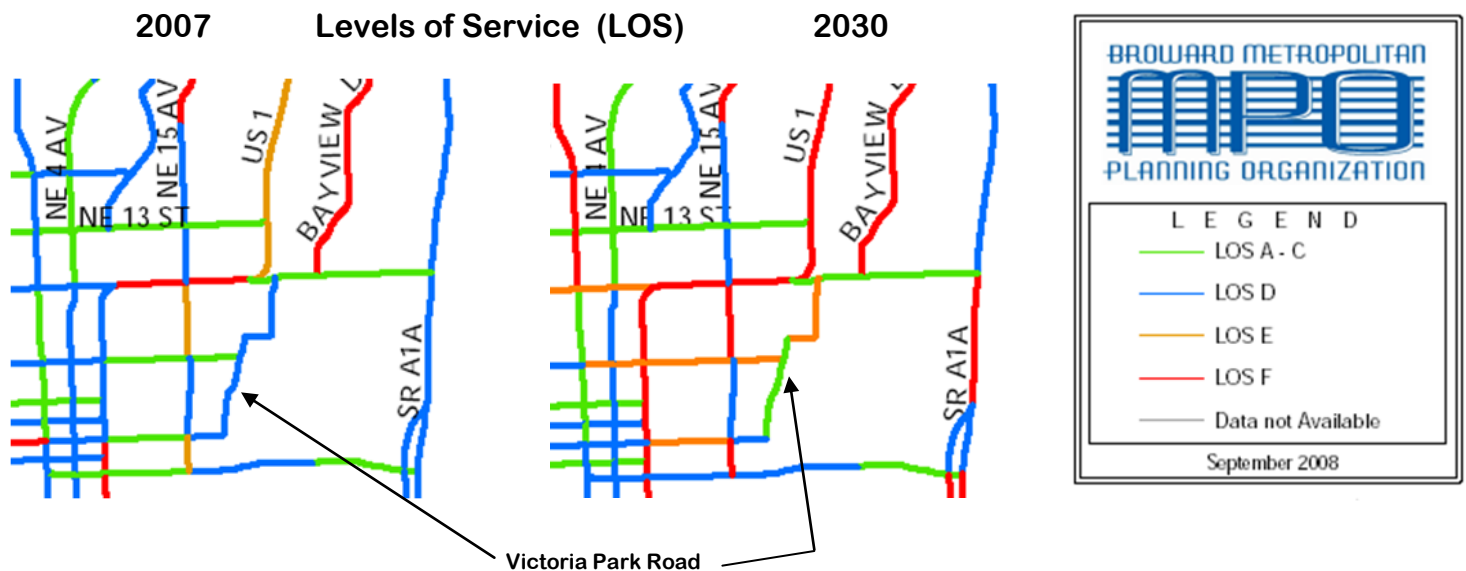 2007 Levels of Service (LOS) 2030
NE 4 AV
NE 13 ST
NE 15 AV
US 1
BAYVIEW
SR A1A
NE 4 AV
NE 13 ST
NE 15 AV
US 1
BAYVIEW
SR A1A
Victoria Park Road
BROWARD METROPOLITAN
MPO
PLANNING ORGANIZATION
LEGEND
LOS A - C
LOS D
LOS E
LOS F
Data not Available
September 2008